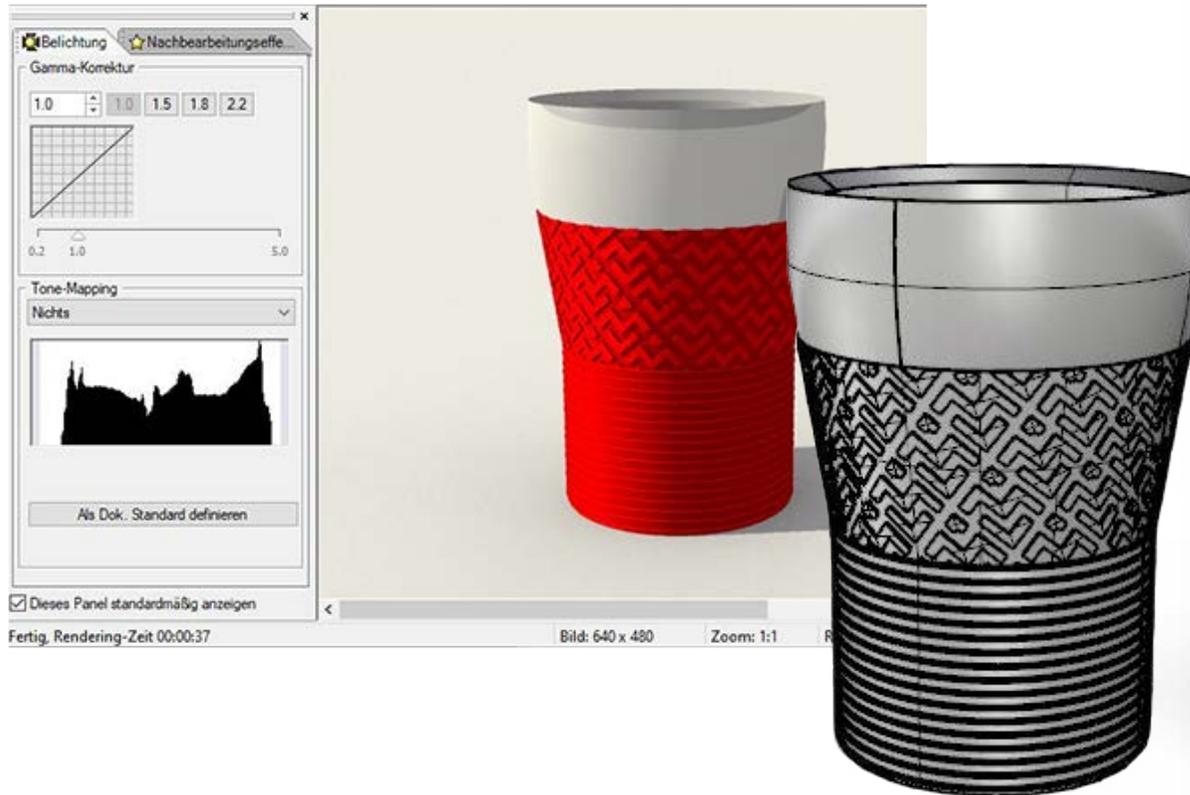 Belichtung
Nachbearbeitungseffe...
Gamma-Korrektur
1.0 1.0 1.5 1.8 2.2
0.2 1.0 5.0
Tone-Mapping
Nichts
Als Dok. Standard definieren
Dieses Panel standardmäßig anzeigen
Fertig, Rendering-Zeit 00:00:37
Bild: 640 x 480
Zoom: 1:1
R